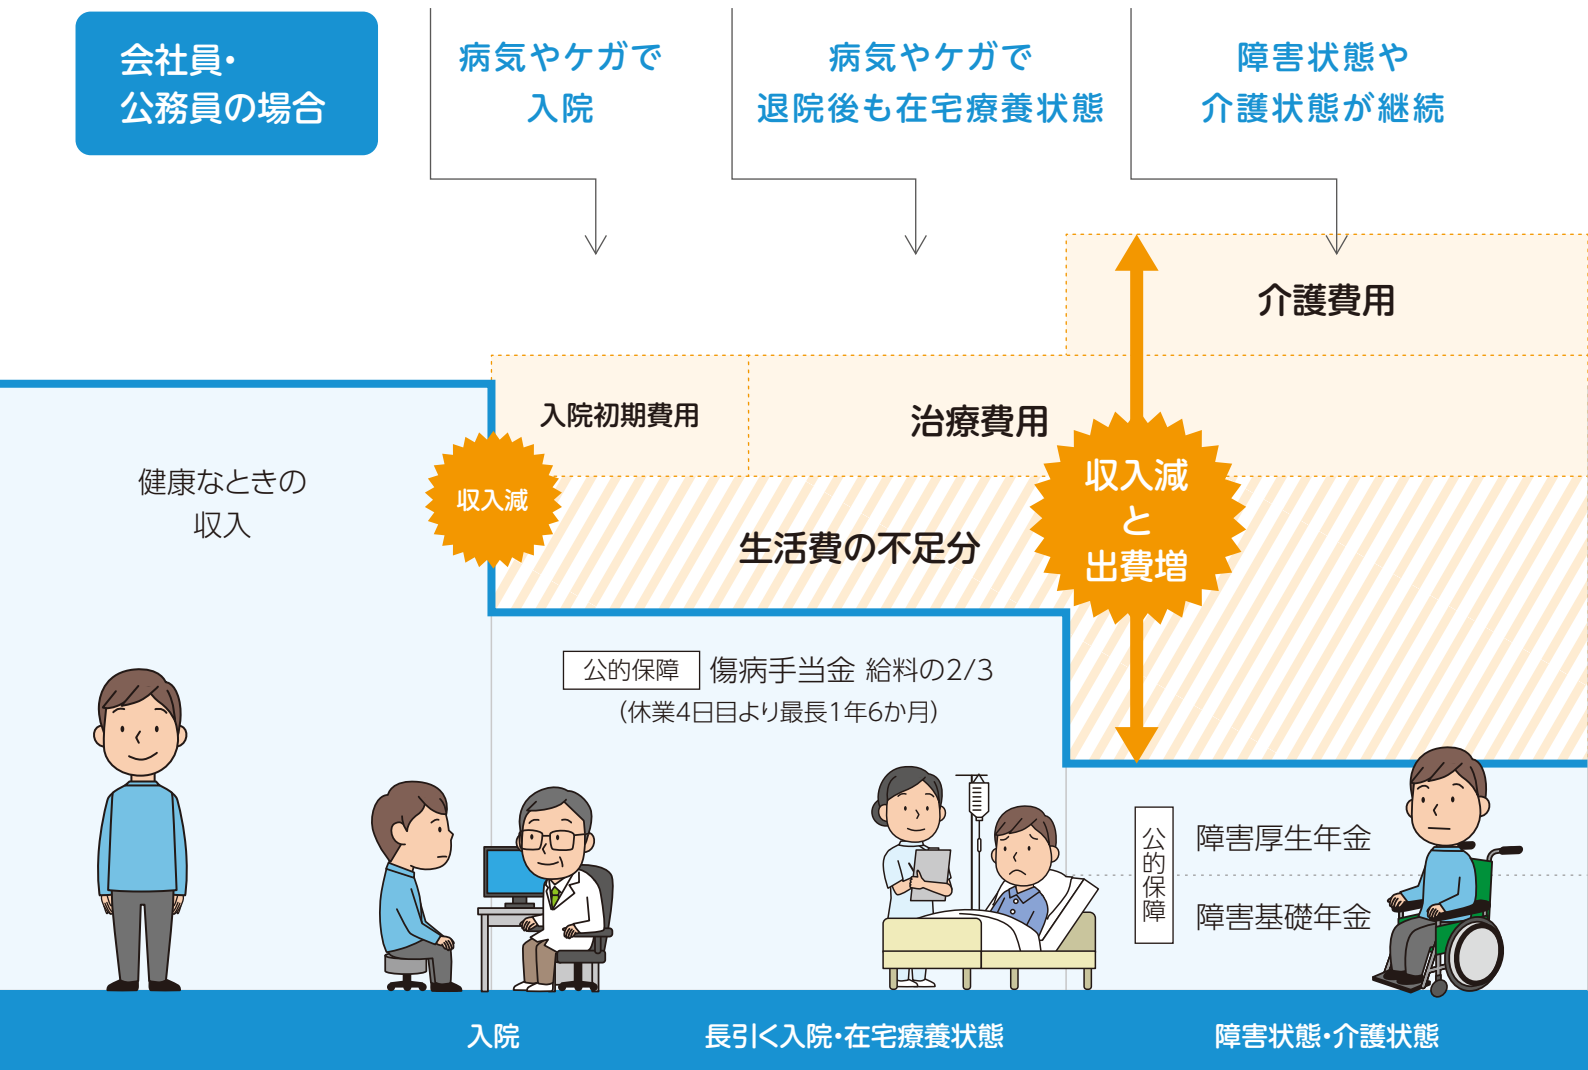 会社員・
公務員の場合
病気やケガで
入院
病気やケガで
退院後も在宅療養状態
障害状態や
介護状態が継続
介護費用
入院初期費用
治療費用
健康なときの
収入
収入減
生活費の不足分
収入減
と
出費増
公的保障 傷病手当金 給料の2/3
（休業4日目より最長1年6か月）
公的保障
障害厚生年金
障害基礎年金
入院
長引く入院・在宅療養状態
障害状態・介護状態